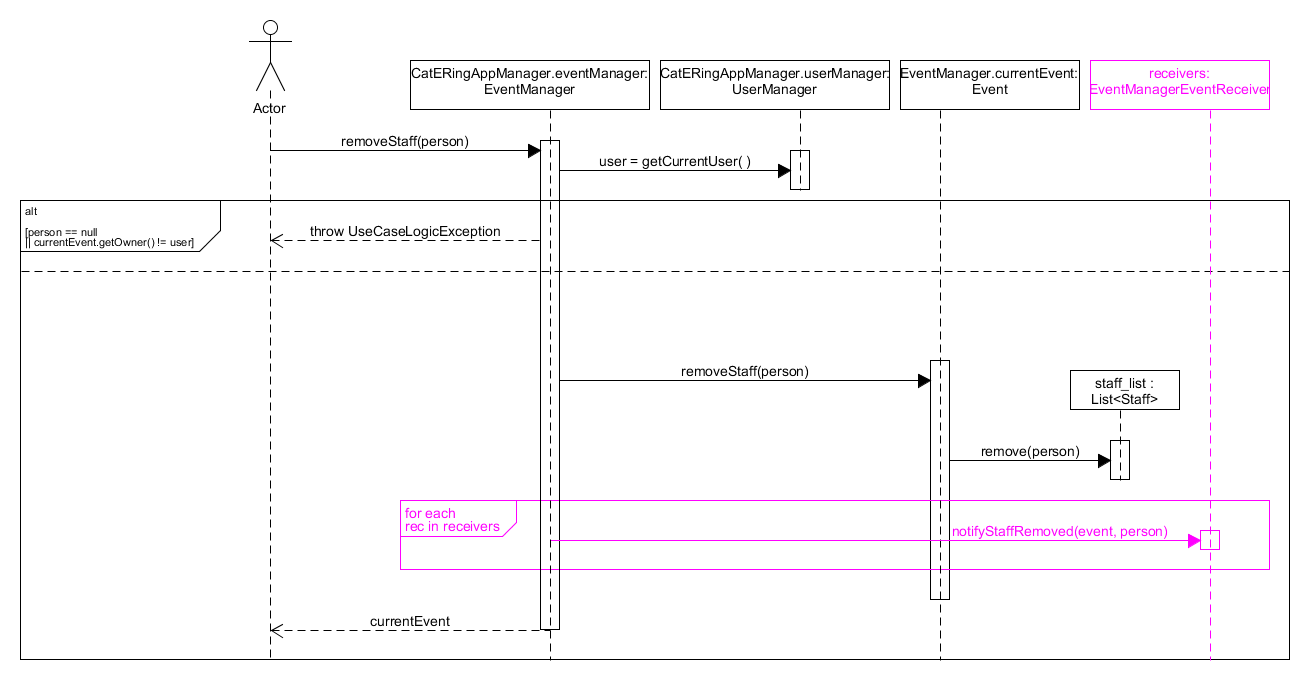 Actor
CatERingAppManager.eventManager:
EventManager
CatERingAppManager.userManager:
UserManager
EventManager.currentEvent:
Event
receivers:
EventManagerEventReceiver
removeStaff(person)
user = getCurrentUser( )
alt
[person == null
|| currentEvent.getOwner() != user]
throw UseCaseLogicException
removeStaff(person)
staff_list :
List<Staff>
remove(person)
for each
rec in receivers
notifyStaffRemoved(event, person)
currentEvent